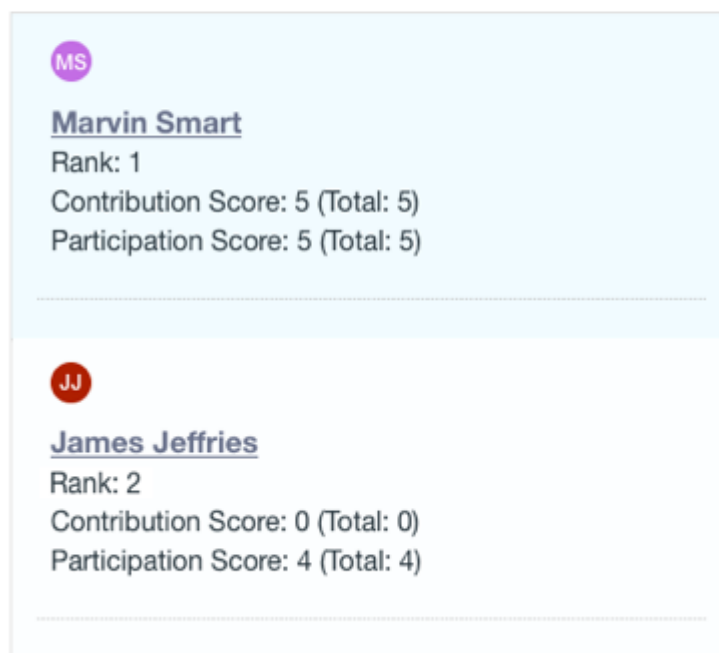 MS
Marvin Smart
Rank: 1
Contribution Score: 5 (Total: 5)
Participation Score: 5 (Total: 5)
JJ
James Jeffries
Rank: 2
Contribution Score: 0 (Total: 0)
Participation Score: 4 (Total: 4)